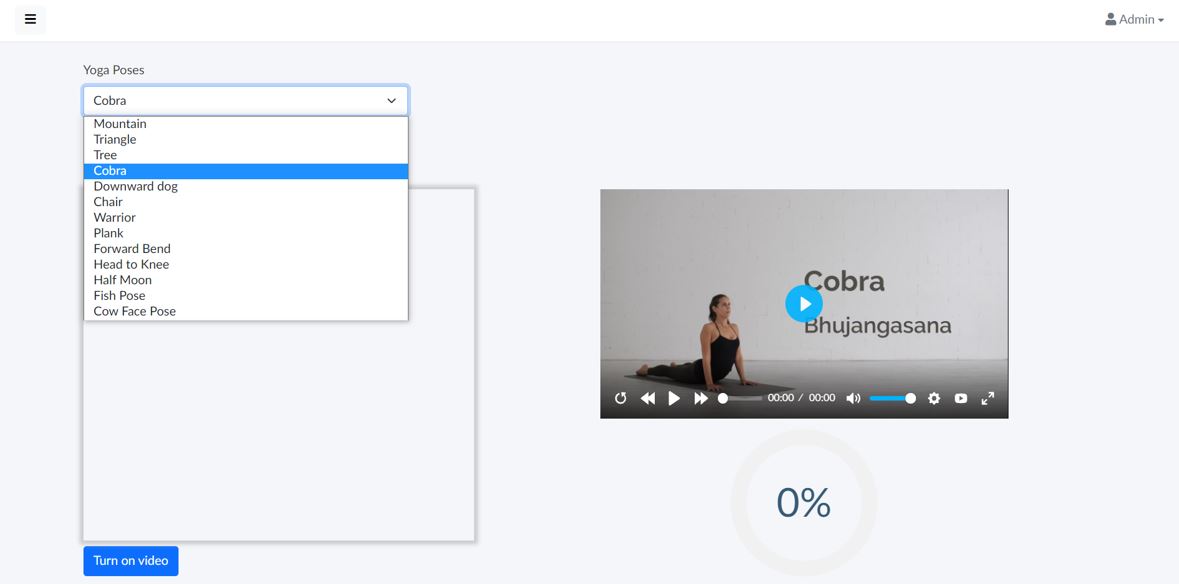 Admin
Yoga Poses
Cobra
Mountain
Triangle
Tree
Cobra
Downward dog
Chair
Warrior
Plank
Forward Bend
Head to Knee
Half Moon
Fish Pose
Cow Face Pose
Cobra
Bhujangasana
00:00 / 00:00
0%
Turn on video